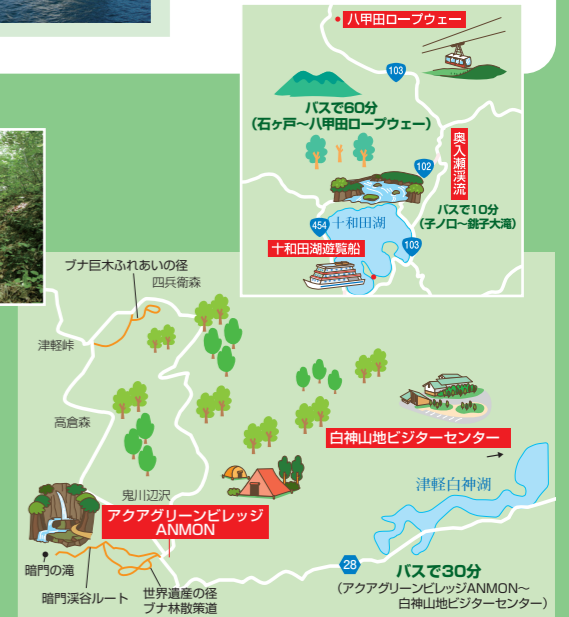 八甲田ロープウェー
103
バスで60分
(石ヶ戸~八甲田ロープウェー)
奥入瀬渓流
102
バスで10分
(子ノ口~銚子大滝)
454
十和田湖
103
十和田湖遊覧船
ブナ巨木ふれあいの径
四兵衛森
津軽峠
高倉森
白神山地ビジターセンター
津軽白神湖
鬼川辺沢
アクアグリーンビレッジ
ANMON
暗門の滝
暗門渓谷ルート
世界遺産の径
ブナ林散策道
28
バスで30分
(アクアグリーンビレッジANMON~
白神山地ビジターセンター)